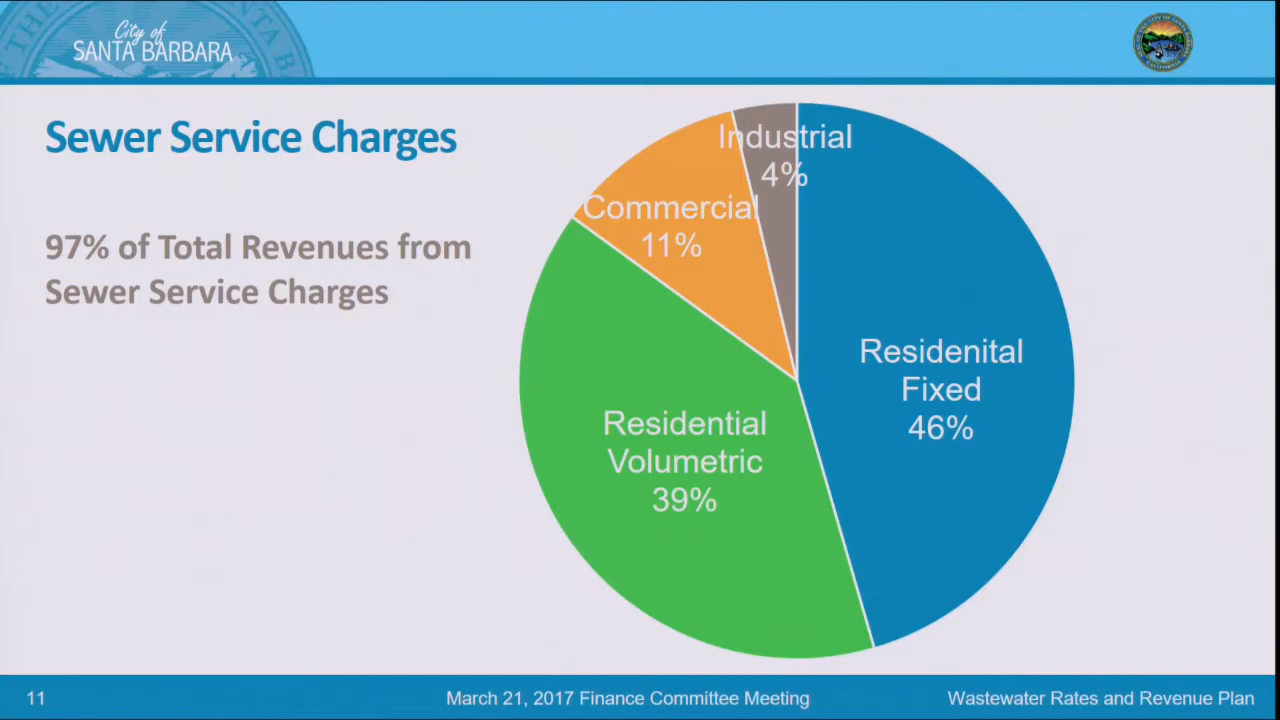 City of
SANTA BARBARA
Sewer Service Charges
97% of Total Revenues from
Sewer Service Charges
Industrial
4%
Commercial
11%
Residenital
Fixed
46%
Residential
Volumetric
39%
11
March 21, 2017 Finance Committee Meeting
Wastewater Rates and Revenue Plan